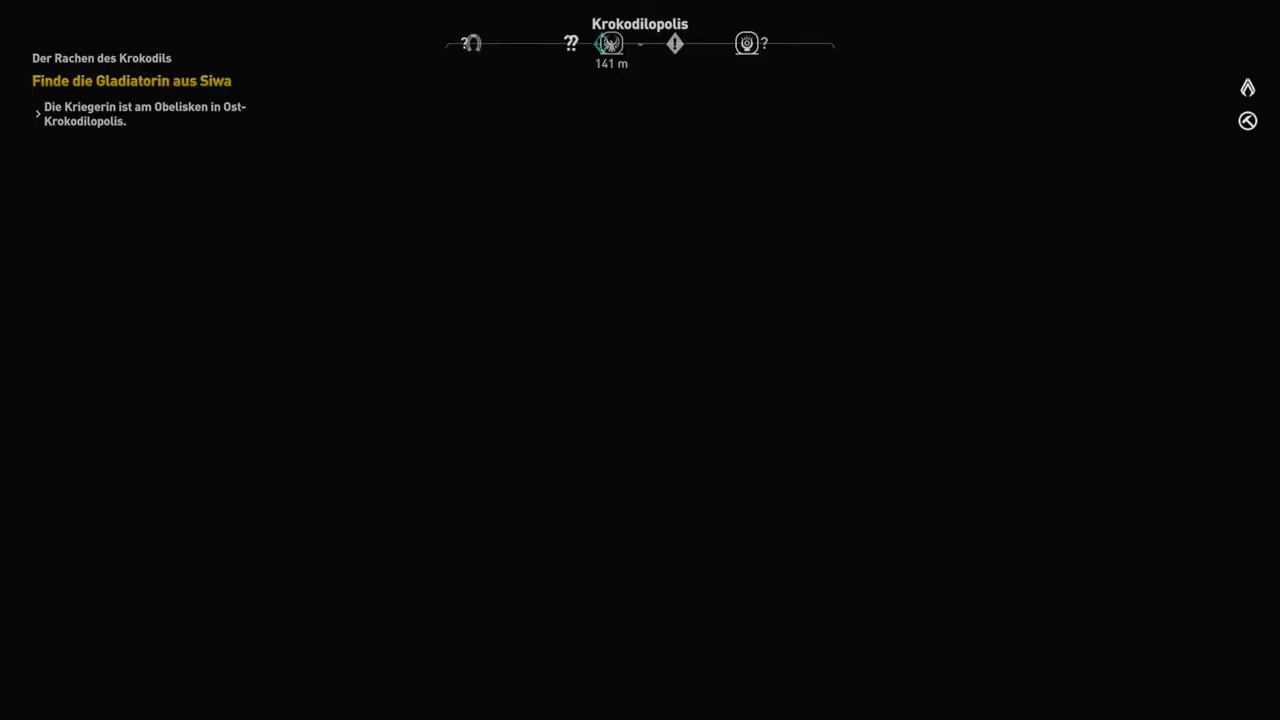 Krokodilopolis
? ?? ! ?
141 m
Der Rachen des Krokodils
Finde die Gladiatorin aus Siwa
Die Kriegerin ist am Obelisken in Ost-
Krokodilopolis.